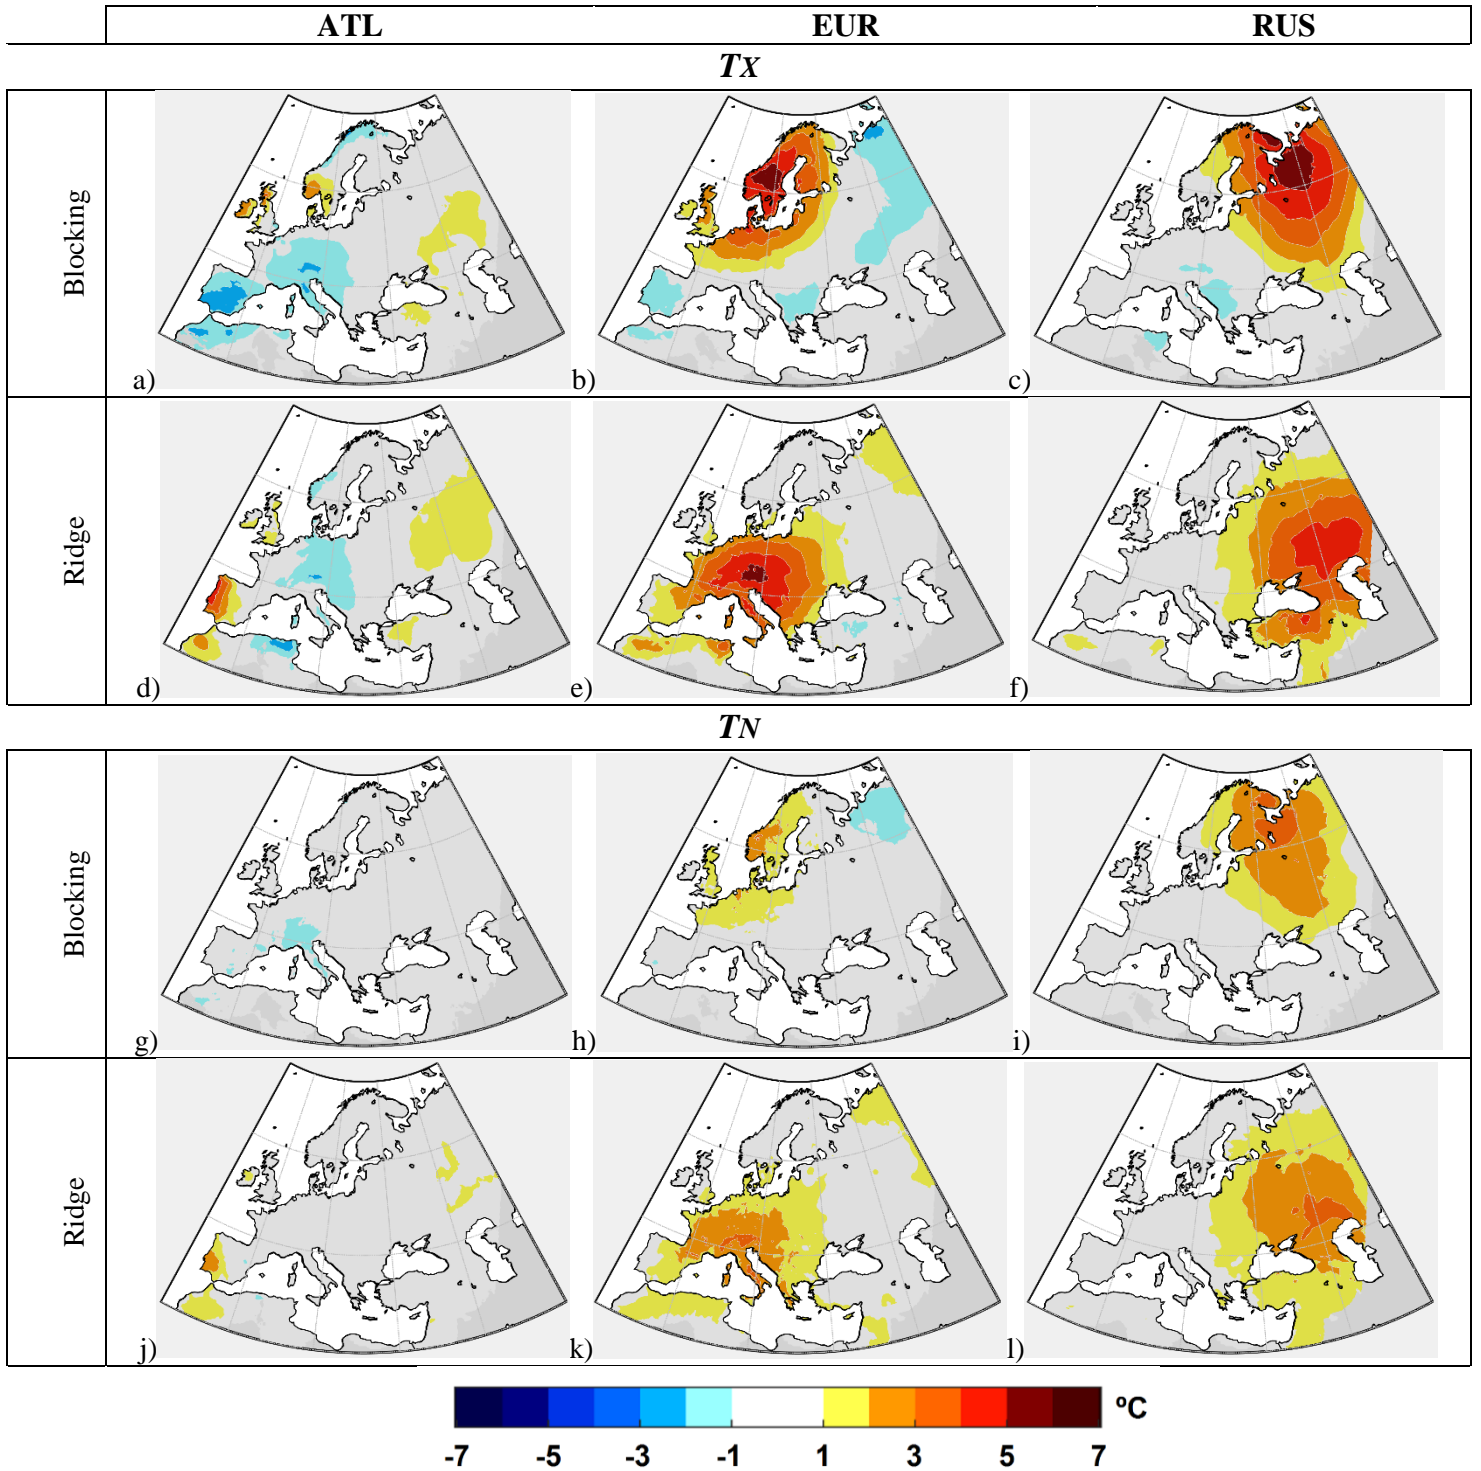 ATL EUR RUS
TX
Blocking
a) b) c)
Ridge
d) e) f)
TN
Blocking
g) h) i)
Ridge
j) k) l)
ºC
-7 -5 -3 -1 1 3 5 7